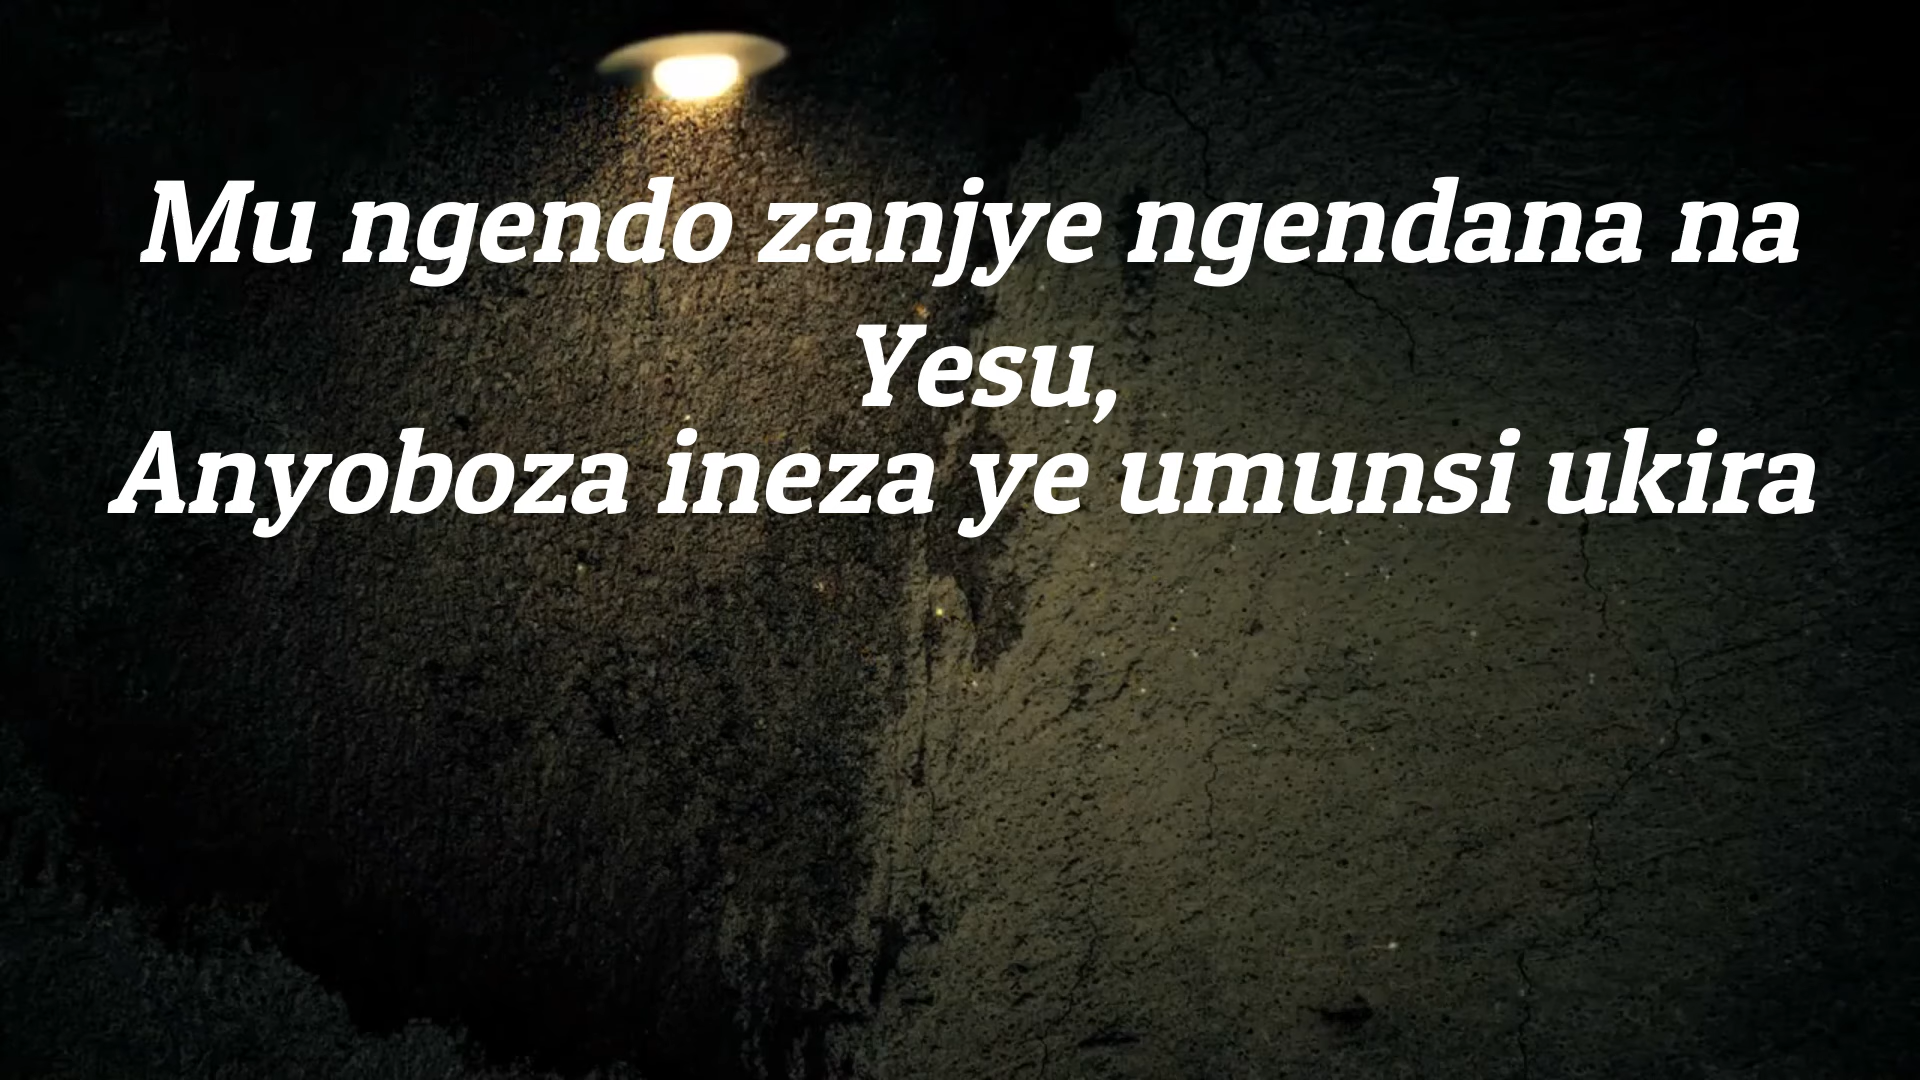 Mu ngendo zanjye ngendana na
Yesu,
Anyoboza ineza ye umunsi ukira